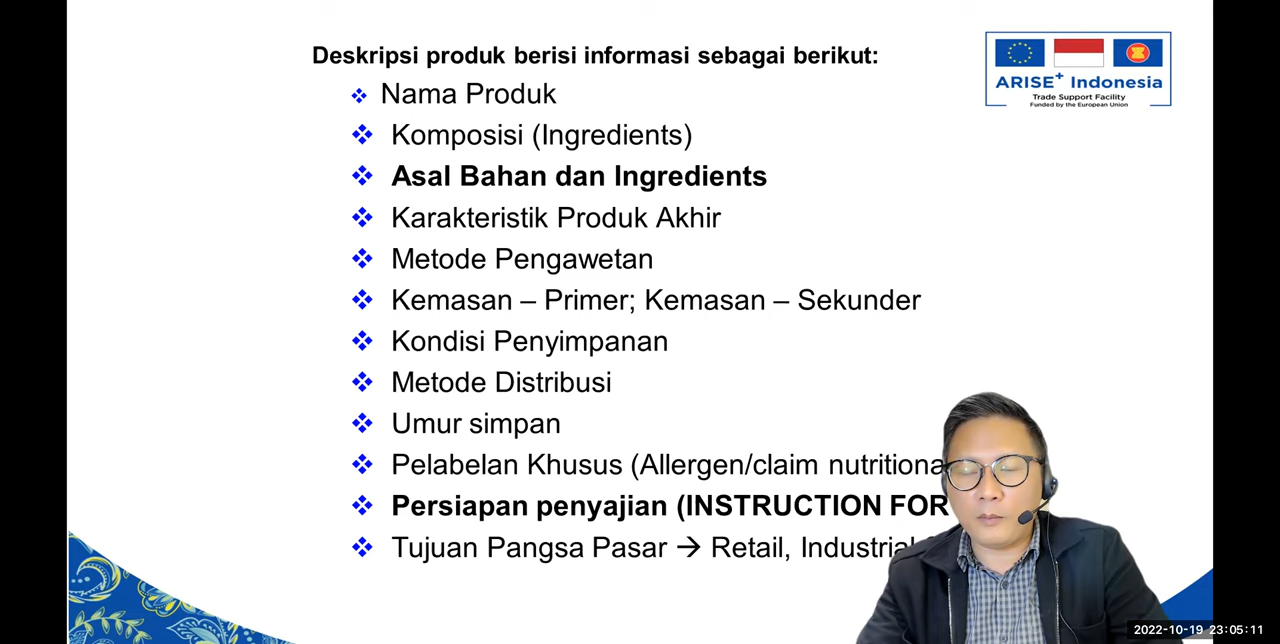 Deskripsi produk berisi informasi sebagai berikut:
Nama Produk
Komposisi (Ingredients)
Asal Bahan dan Ingredients
Karakteristik Produk Akhir
Metode Pengawetan
Kemasan – Primer; Kemasan – Sekunder
Kondisi Penyimpanan
Metode Distribusi
Umur simpan
Pelabelan Khusus (Allergen/claim nutritiona
Persiapan penyajian (INSTRUCTION FOR
Tujuan Pangsa Pasar → Retail, Industrial
ARISE+ Indonesia
Trade Support Facility
Funded by the European Union
2022-10-19 23:05:11